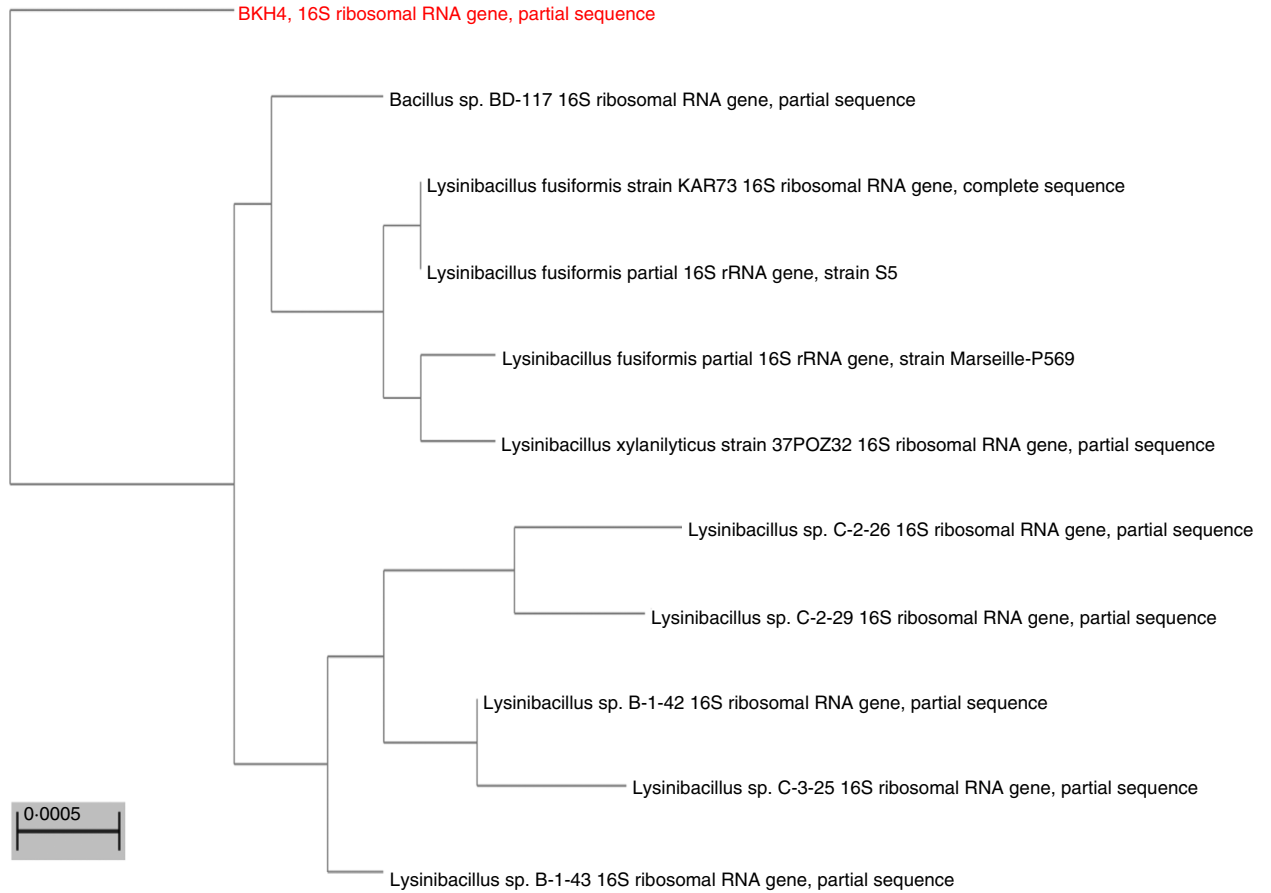 BKH4, 16S ribosomal RNA gene, partial sequence
Bacillus sp. BD-117 16S ribosomal RNA gene, partial sequence
Lysinibacillus fusiformis strain KAR73 16S ribosomal RNA gene, complete sequence
Lysinibacillus fusiformis partial 16S rRNA gene, strain S5
Lysinibacillus fusiformis partial 16S rRNA gene, strain Marseille-P569
Lysinibacillus xylanilyticus strain 37POZ32 16S ribosomal RNA gene, partial sequence
Lysinibacillus sp. C-2-26 16S ribosomal RNA gene, partial sequence
Lysinibacillus sp. C-2-29 16S ribosomal RNA gene, partial sequence
Lysinibacillus sp. B-1-42 16S ribosomal RNA gene, partial sequence
Lysinibacillus sp. C-3-25 16S ribosomal RNA gene, partial sequence
0·0005
Lysinibacillus sp. B-1-43 16S ribosomal RNA gene, partial sequence